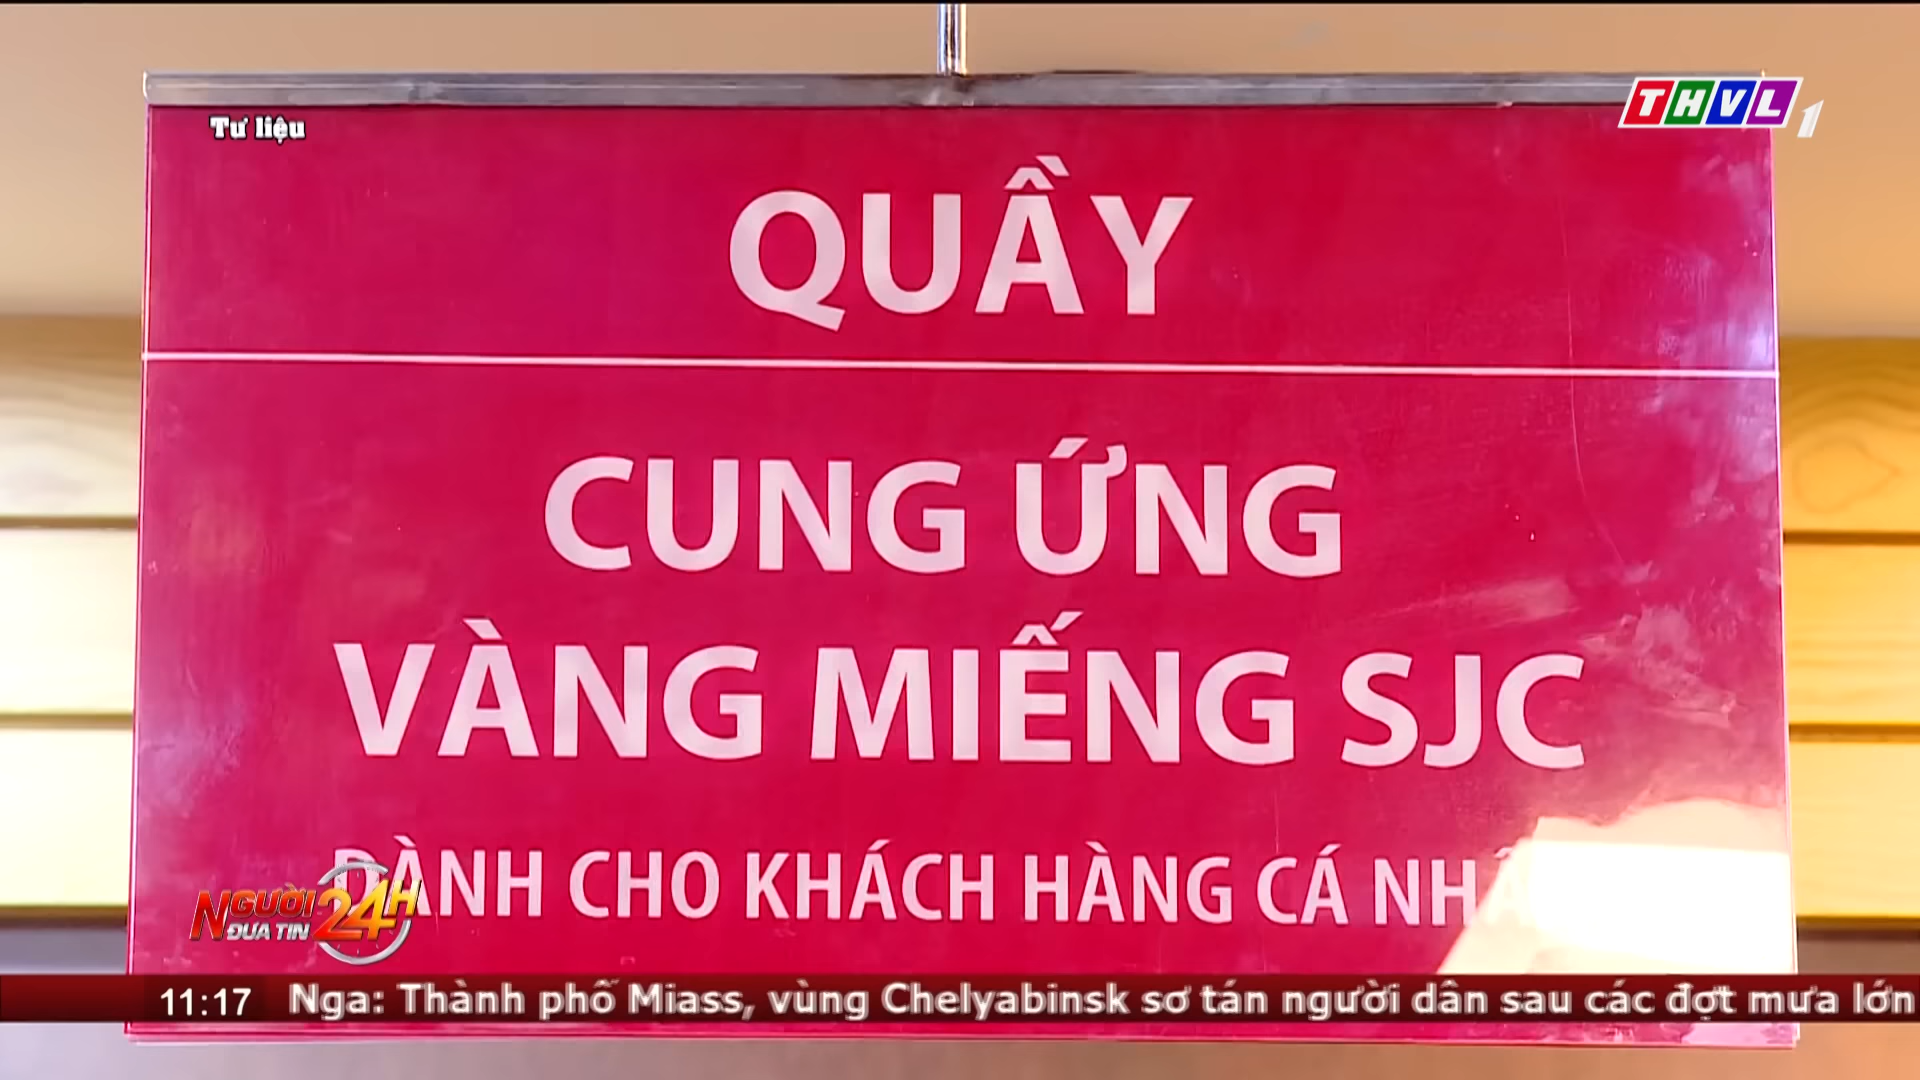 THVL1
Tư liệu
QUẦY
CUNG ỨNG
VÀNG MIẾNG SJC
DÀNH CHO KHÁCH HÀNG CÁ
NGƯỜI ĐƯA TIN 24H
11:17 Nga: Thành phố Miass, vùng Chelyabinsk sơ tán người dân sau các đợt mưa lớn